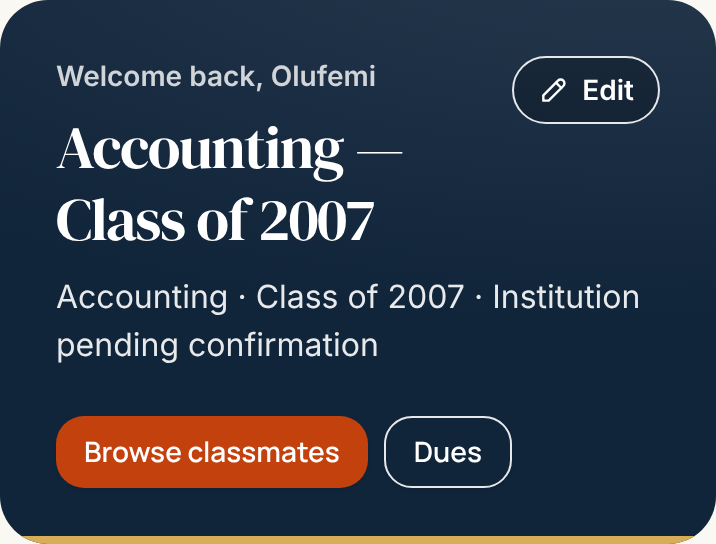 Welcome back, Olufemi
Edit
Accounting —
Class of 2007
Accounting · Class of 2007 · Institution
pending confirmation
Browse classmates
Dues